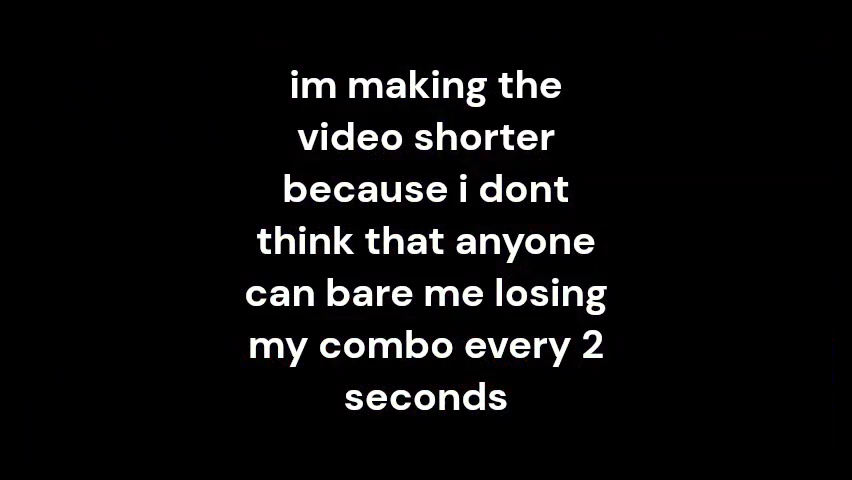 im making the
video shorter
because i dont
think that anyone
can bare me losing
my combo every 2
seconds